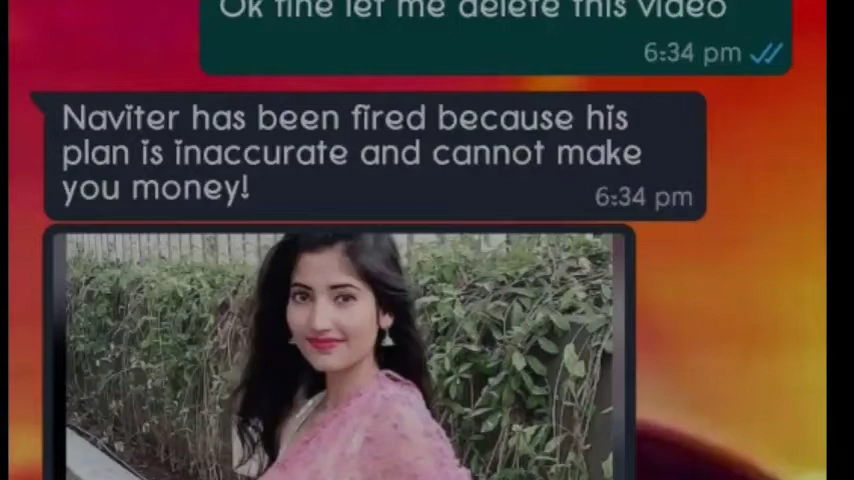 Ok fine let me delete this video
6:34 pm
Naviter has been fired because his
plan is inaccurate and cannot make
you money!
6:34 pm